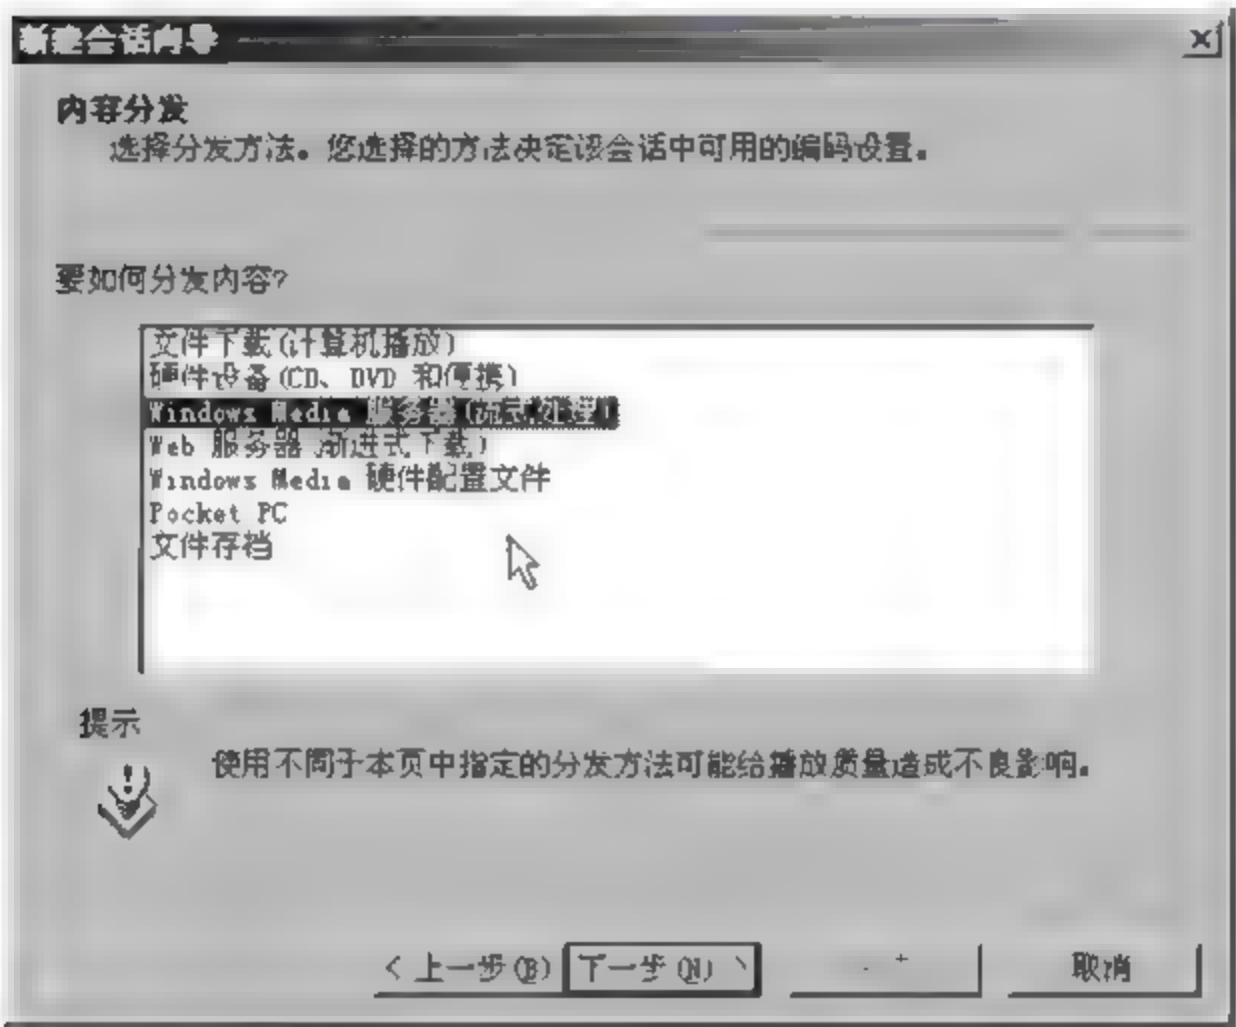 新建会话向导
内容分发
选择分发方法。您选择的方法决定该会话中可用的编码设置。
要如何分发内容?
文件下载(计算机播放)
硬件设备(CD、DVD 和便携)
Windows Media 服务器(流式处理)
Web 服务器(渐进式下载)
Windows Media 硬件配置文件
Pocket PC
文件存档
提示
使用不同于本页中指定的分发方法可能给播放质量造成不良影响。
< 上一步(B) 下一步(N) > 取消